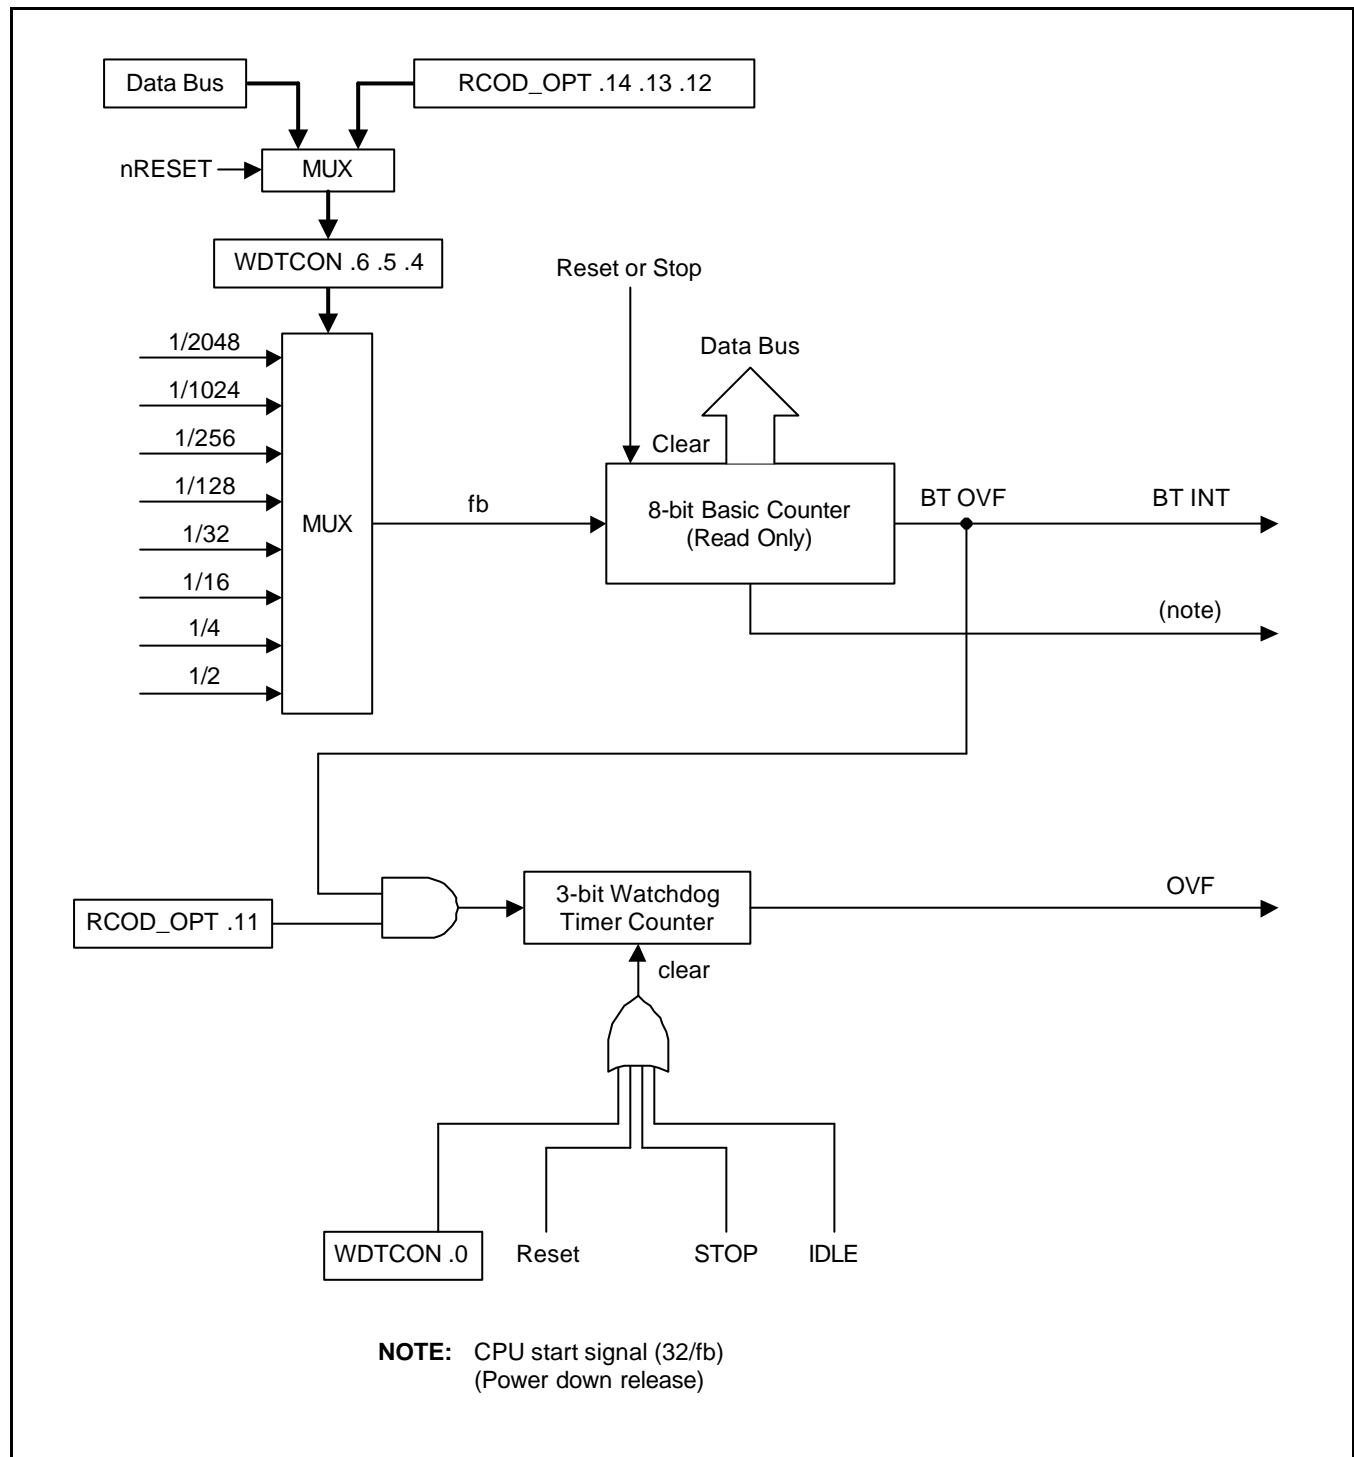 Data Bus
RCOD_OPT .14 .13 .12
nRESET
MUX
WDTCON .6 .5 .4
Reset or Stop
Data Bus
1/2048
1/1024
1/256
1/128
1/32
1/16
1/4
1/2
MUX
fb
Clear
8-bit Basic Counter
(Read Only)
BT OVF
BT INT
(note)
RCOD_OPT .11
3-bit Watchdog
Timer Counter
OVF
clear
WDTCON .0
Reset
STOP
IDLE
NOTE: CPU start signal (32/fb)
(Power down release)